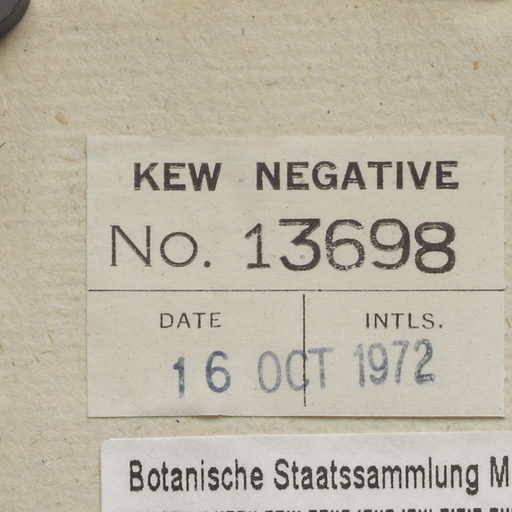 KEW NEGATIVE
No. 13698
DATE INTLS.
16 OCT 1972
Botanische Staatssammlung M